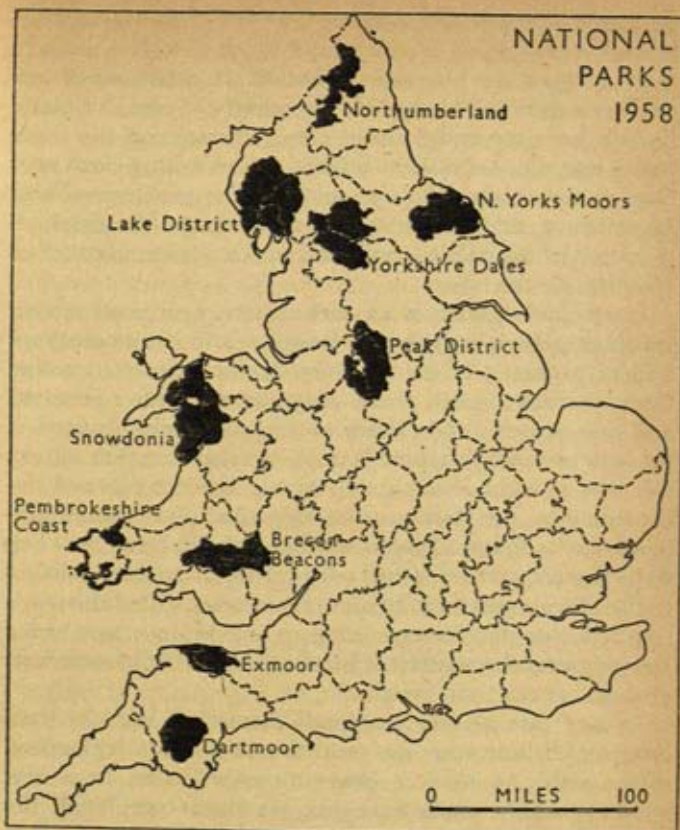 NATIONAL
PARKS
1958
Northumberland
N. Yorks Moors
Lake District
Yorkshire Dales
Peak District
Snowdonia
Pembrokeshire
Coast
Brecon
Beacons
Exmoor
Dartmoor
0 MILES 100